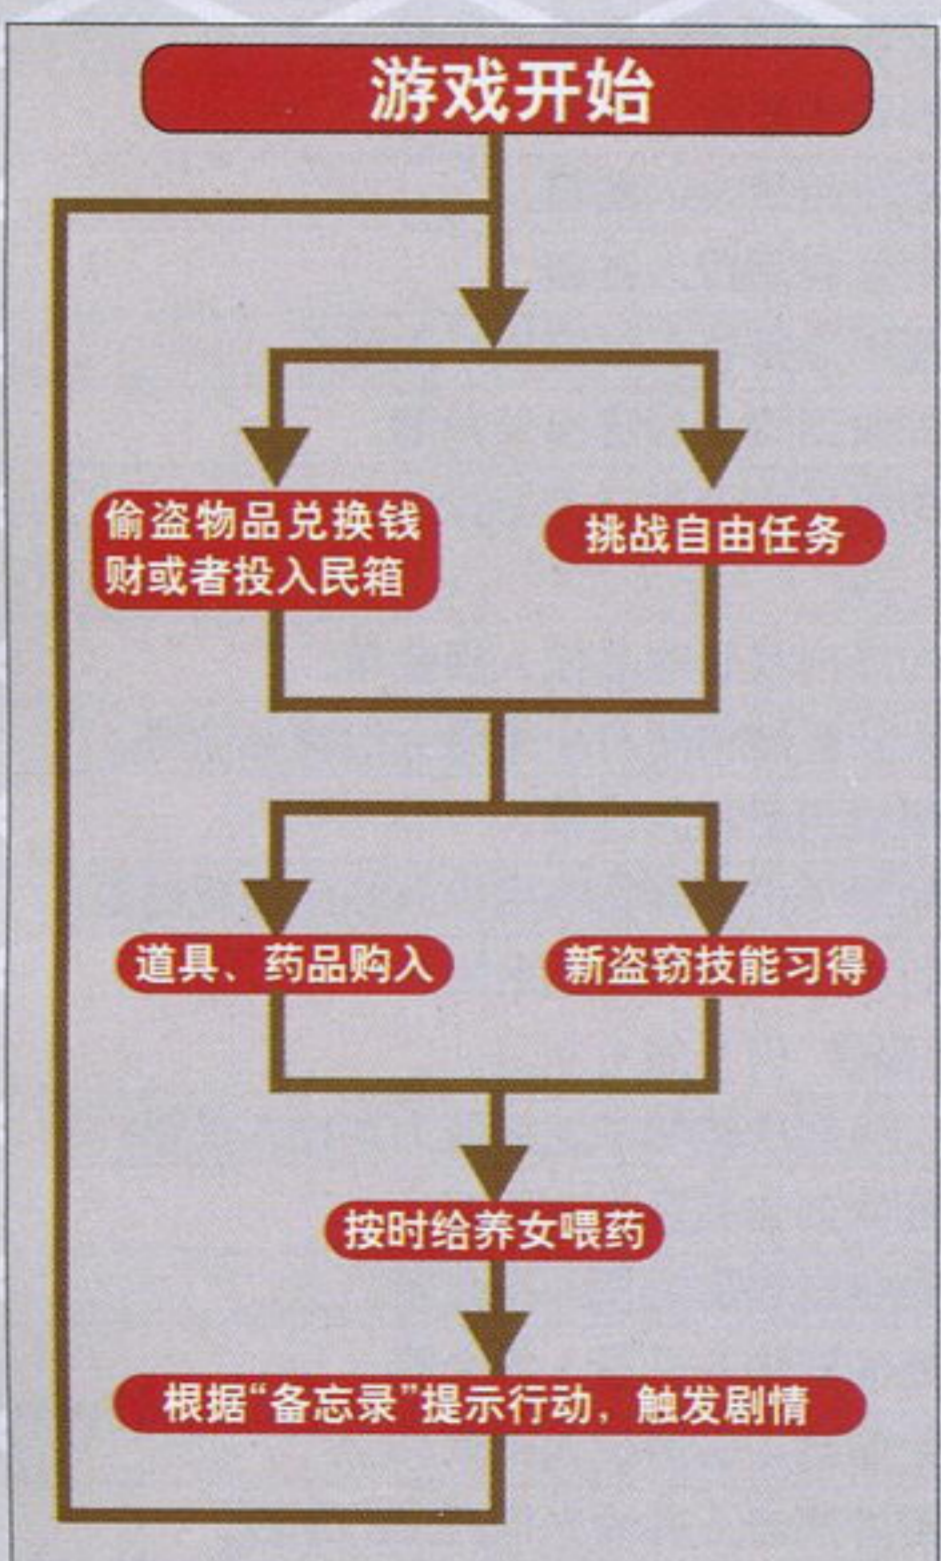 游戏开始
偷盗物品兑换钱
财或者投入民箱
挑战自由任务
道具、药品购入
新盗窃技能习得
按时给养女喂药
根据“备忘录”提示行动，触发剧情